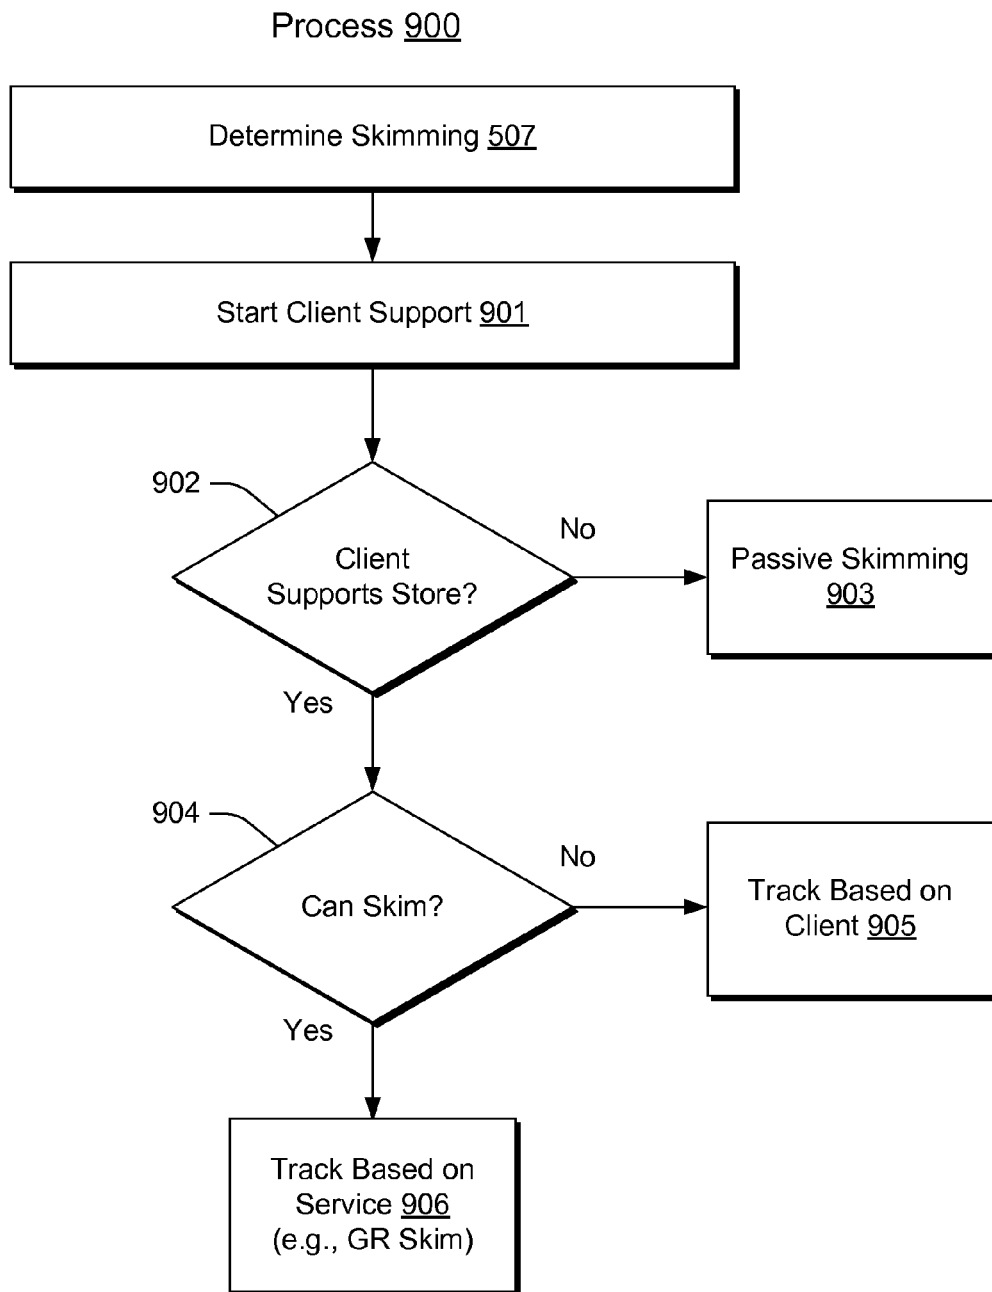 Process 900
Determine Skimming 507
Start Client Support 901
902
Client
Supports Store?
No
Passive Skimming
903
Yes
904
Can Skim?
No
Track Based on
Client 905
Yes
Track Based on
Service 906
(e.g., GR Skim)